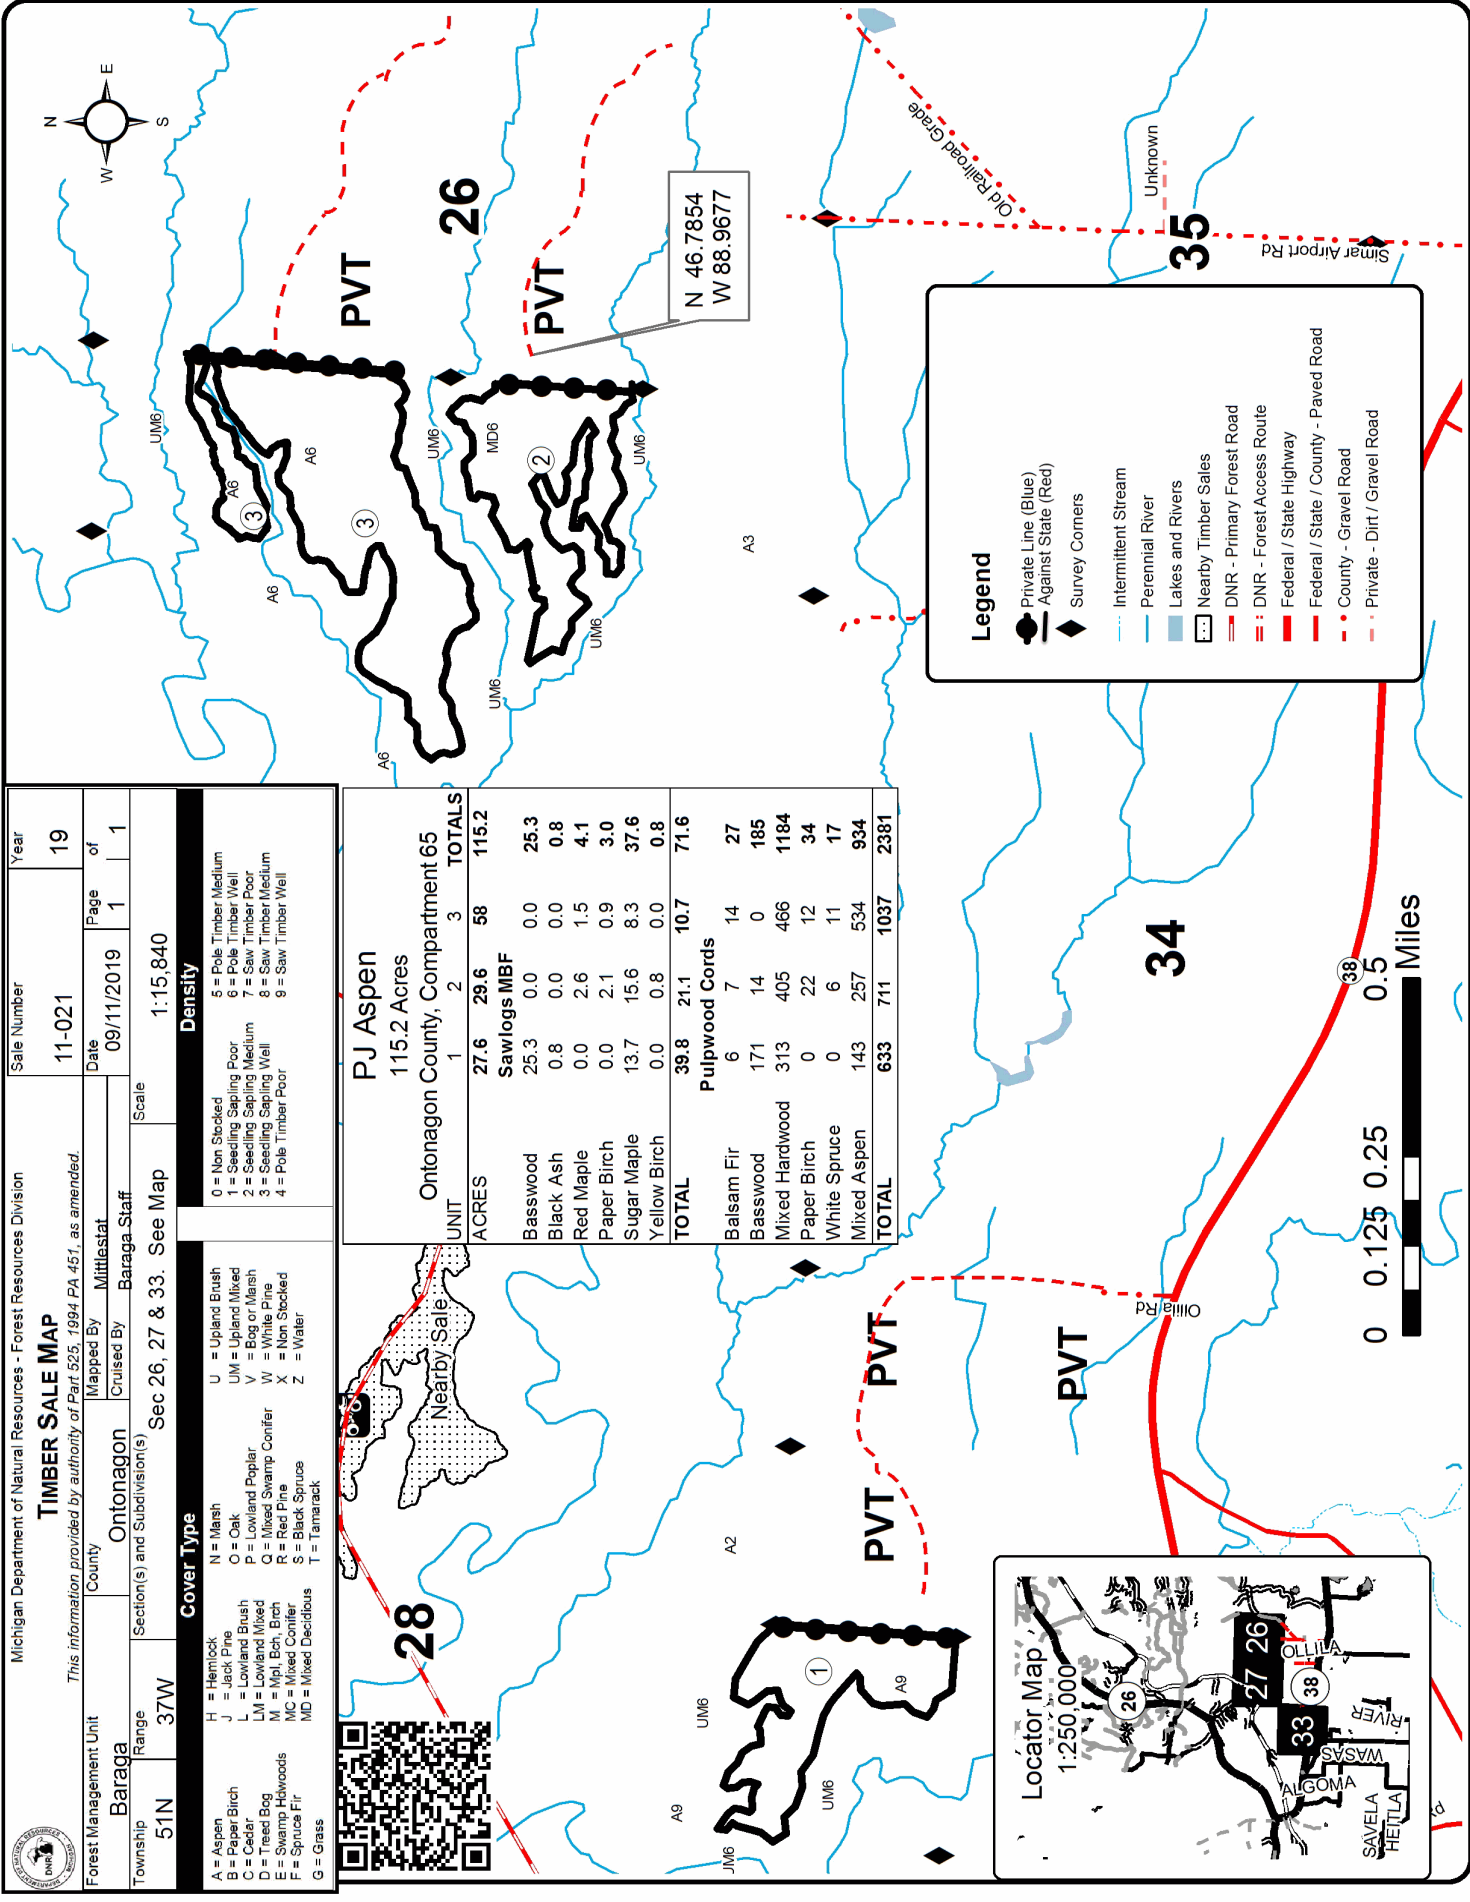 Michigan Department of Natural Resources - Forest Resources Division
TIMBER SALE MAP
This information provided by authority of Part 525, 1994 PA 451, as amended.
Sale Number
11-021
Year
19
Forest Management Unit
Baraga
County
Ontonagon
Mapped By Mittlestat
Cruised By Baraga Staff
Date
09/11/2019
Page
1
of
1
Township
51N
Range
37W
Section(s) and Subdivision(s)
Sec 26, 27 & 33. See Map
Scale
1:15,840
Cover Type
A = Aspen
B = Paper Birch
C = Cedar
D = Treed Bog
E = Swamp Hdwoods
F = Spruce Fir
G = Grass
H = Hemlock
J = Jack Pine
L = Lowland Brush
LM = Lowland Mixed
M = Mpl, Bch, Brch
MC = Mixed Conifer
MD = Mixed Decidious
N = Marsh
O = Oak
P = Lowland Poplar
Q = Mixed Swamp Conifer
R = Red Pine
S = Black Spruce
T = Tamarack
U = Upland Brush
UM = Upland Mixed
V = Bog or Marsh
W = White Pine
X = Non Stocked
Z = Water
Density
0 = Non Stocked
1 = Seedling Sapling Poor
2 = Seedling Sapling Medium
3 = Seedling Sapling Well
4 = Pole Timber Poor
5 = Pole Timber Medium
6 = Pole Timber Well
7 = Saw Timber Poor
8 = Saw Timber Medium
9 = Saw Timber Well
PJ Aspen
115.2 Acres
Ontonagon County, Compartment 65
UNIT 1 2 3 TOTALS
ACRES 27.6 29.6 58 115.2
Sawlogs MBF
Basswood 25.3 0.0 0.0 25.3
Black Ash 0.8 0.0 0.0 0.8
Red Maple 0.0 2.6 1.5 4.1
Paper Birch 0.0 2.1 0.9 3.0
Sugar Maple 13.7 15.6 8.3 37.6
Yellow Birch 0.0 0.8 0.0 0.8
TOTAL 39.8 21.1 10.7 71.6
Pulpwood Cords
Balsam Fir 6 7 14 27
Basswood 171 14 0 185
Mixed Hardwood 313 405 466 1184
Paper Birch 0 22 12 34
White Spruce 0 6 11 17
Mixed Aspen 143 257 534 934
TOTAL 633 711 1037 2381
N
W
E
S
UM6
A6
3
A6
3
A6
A6
PVT
26
UM6
MD6
2
UM6
UM6
UM6
PVT
N 46.7854
W 88.9677
A3
Old Railroad Grade
Unknown
35
Simar Airport Rd
Nearby Sale
28
A2
UM6
1
A9
A9
UM6
UM6
PVT
PVT
PVT
Ollila Rd
34
38
0 0.125 0.25 0.5
Miles
Legend
Private Line (Blue)
Against State (Red)
Survey Corners
Intermittent Stream
Perennial River
Lakes and Rivers
Nearby Timber Sales
DNR - Primary Forest Road
DNR - Forest Access Route
Federal / State Highway
Federal / State / County - Paved Road
County - Gravel Road
Private - Dirt / Gravel Road
Locator Map
1:250,000
26
27 26
33
38
OLLILA
RIVER
WASAS
ALGOMA
SAVELA
HEITLA
Rd